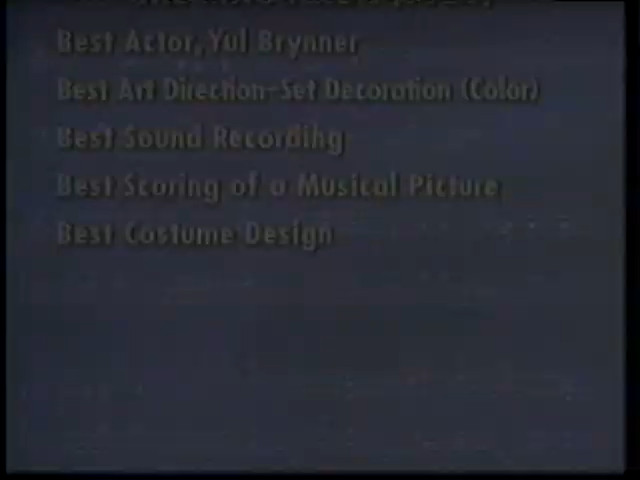 Best Actor, Yul Brynner
Best Art Direction-Set Decoration (Color)
Best Sound Recording
Best Scoring of a Musical Picture
Best Costume Design